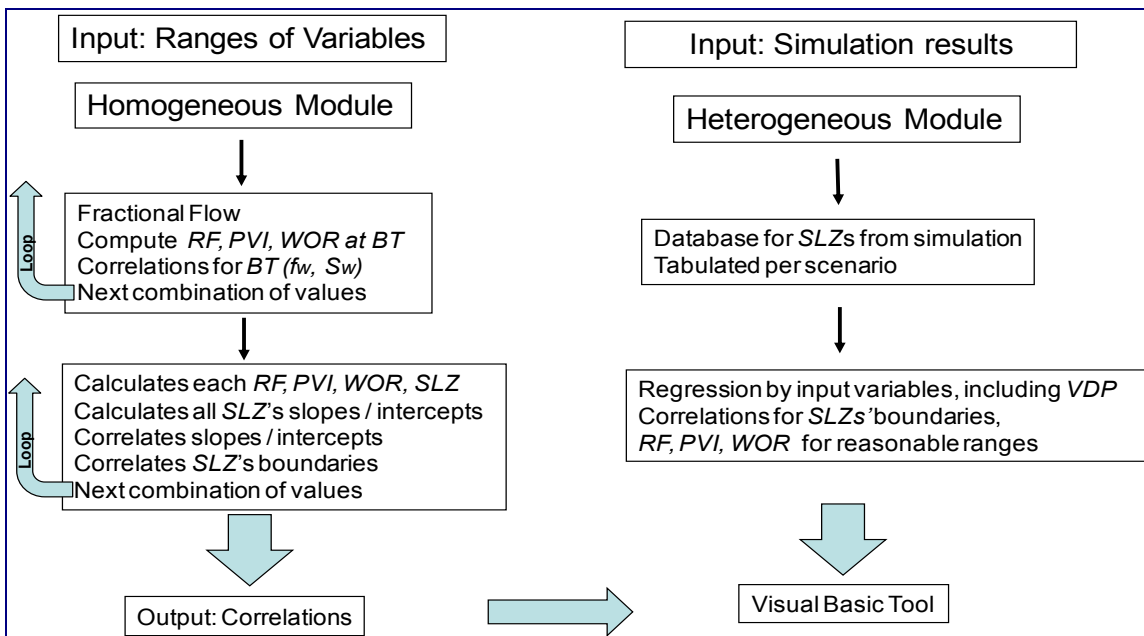 Input: Ranges of Variables
Homogeneous Module
Loop
Fractional Flow
Compute RF, PVI, WOR at BT
Correlations for BT (fw, Sw)
Next combination of values
Loop
Calculates each RF, PVI, WOR, SLZ
Calculates all SLZ's slopes / intercepts
Correlates slopes / intercepts
Correlates SLZ's boundaries
Next combination of values
Output: Correlations
Input: Simulation results
Heterogeneous Module
Database for SLZs from simulation
Tabulated per scenario
Regression by input variables, including VDP
Correlations for SLZs' boundaries,
RF, PVI, WOR for reasonable ranges
Visual Basic Tool